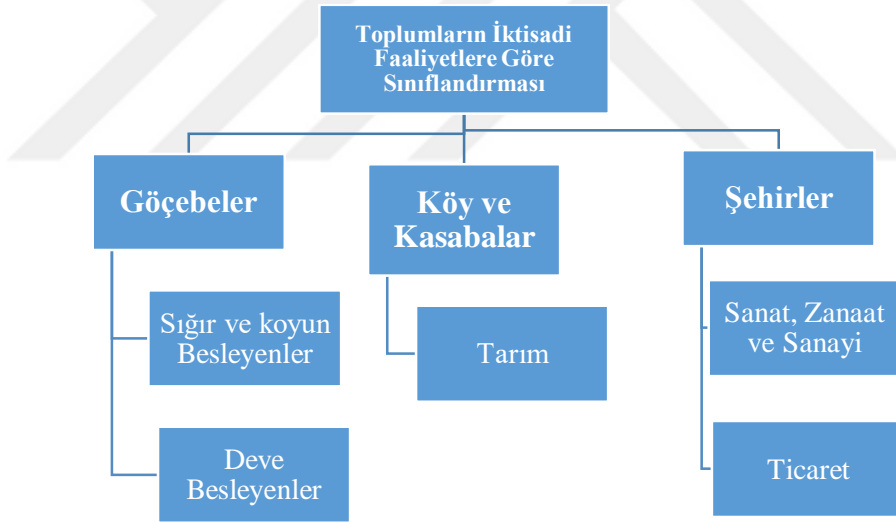 Toplumların İktisadi
Faaliyetlere Göre
Sınıflandırması
Göçebeler
Sığır ve koyun
Besleyenler
Deve
Besleyenler
Köy ve
Kasabalar
Tarım
Şehirler
Sanat, Zanaat
ve Sanayi
Ticaret